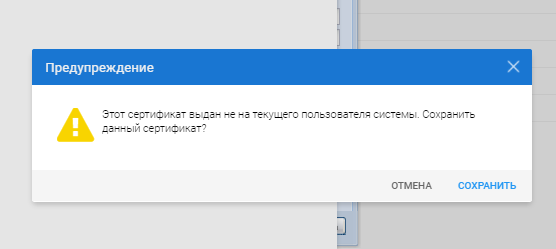 Предупреждение
Этот сертификат выдан не на текущего пользователя системы. Сохранить
данный сертификат?
ОТМЕНА
СОХРАНИТЬ